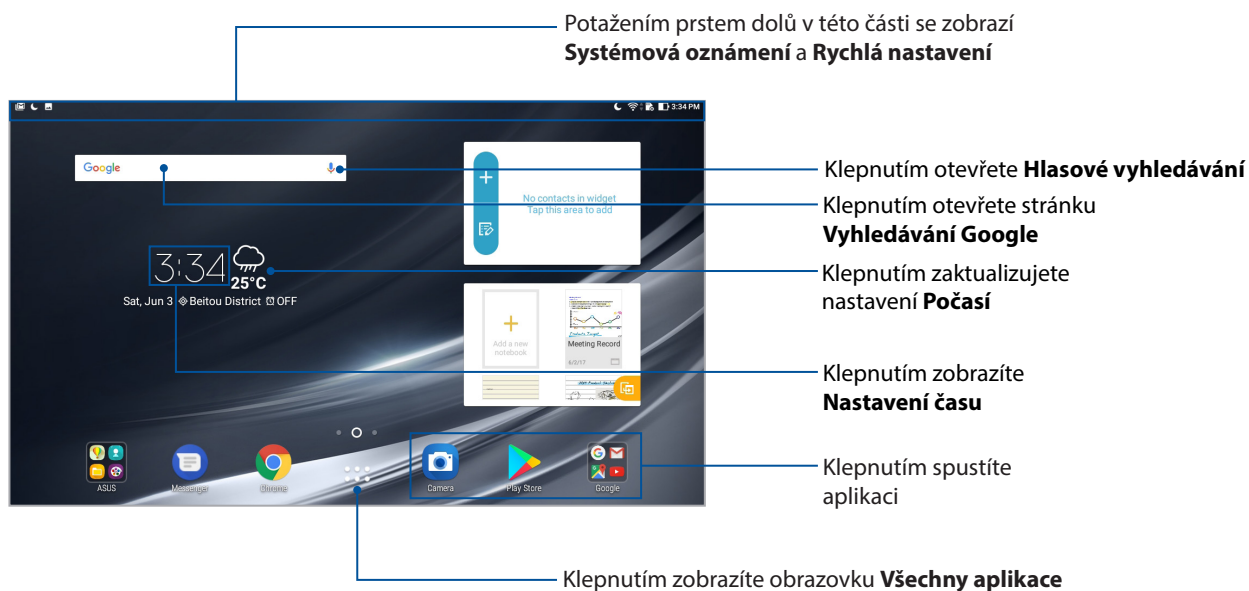 Potažením prstem dolů v této části se zobrazí
Systémová oznámení a Rychlá nastavení
3:34 PM
Google
No contacts in widget
Tap this area to add
Klepnutím otevřete Hlasové vyhledávání
Klepnutím otevřete stránku
Vyhledávání Google
3:34
25°C
Sat, Jun 3 Beitou District OFF
Klepnutím zaktualizujete
nastavení Počasí
Add a new
notebook
Meeting Record
6/2/17
Klepnutím zobrazíte
Nastavení času
ASUS
Messenger
Chrome
Camera
Play Store
Google
Klepnutím spustíte
aplikaci
Klepnutím zobrazíte obrazovku Všechny aplikace